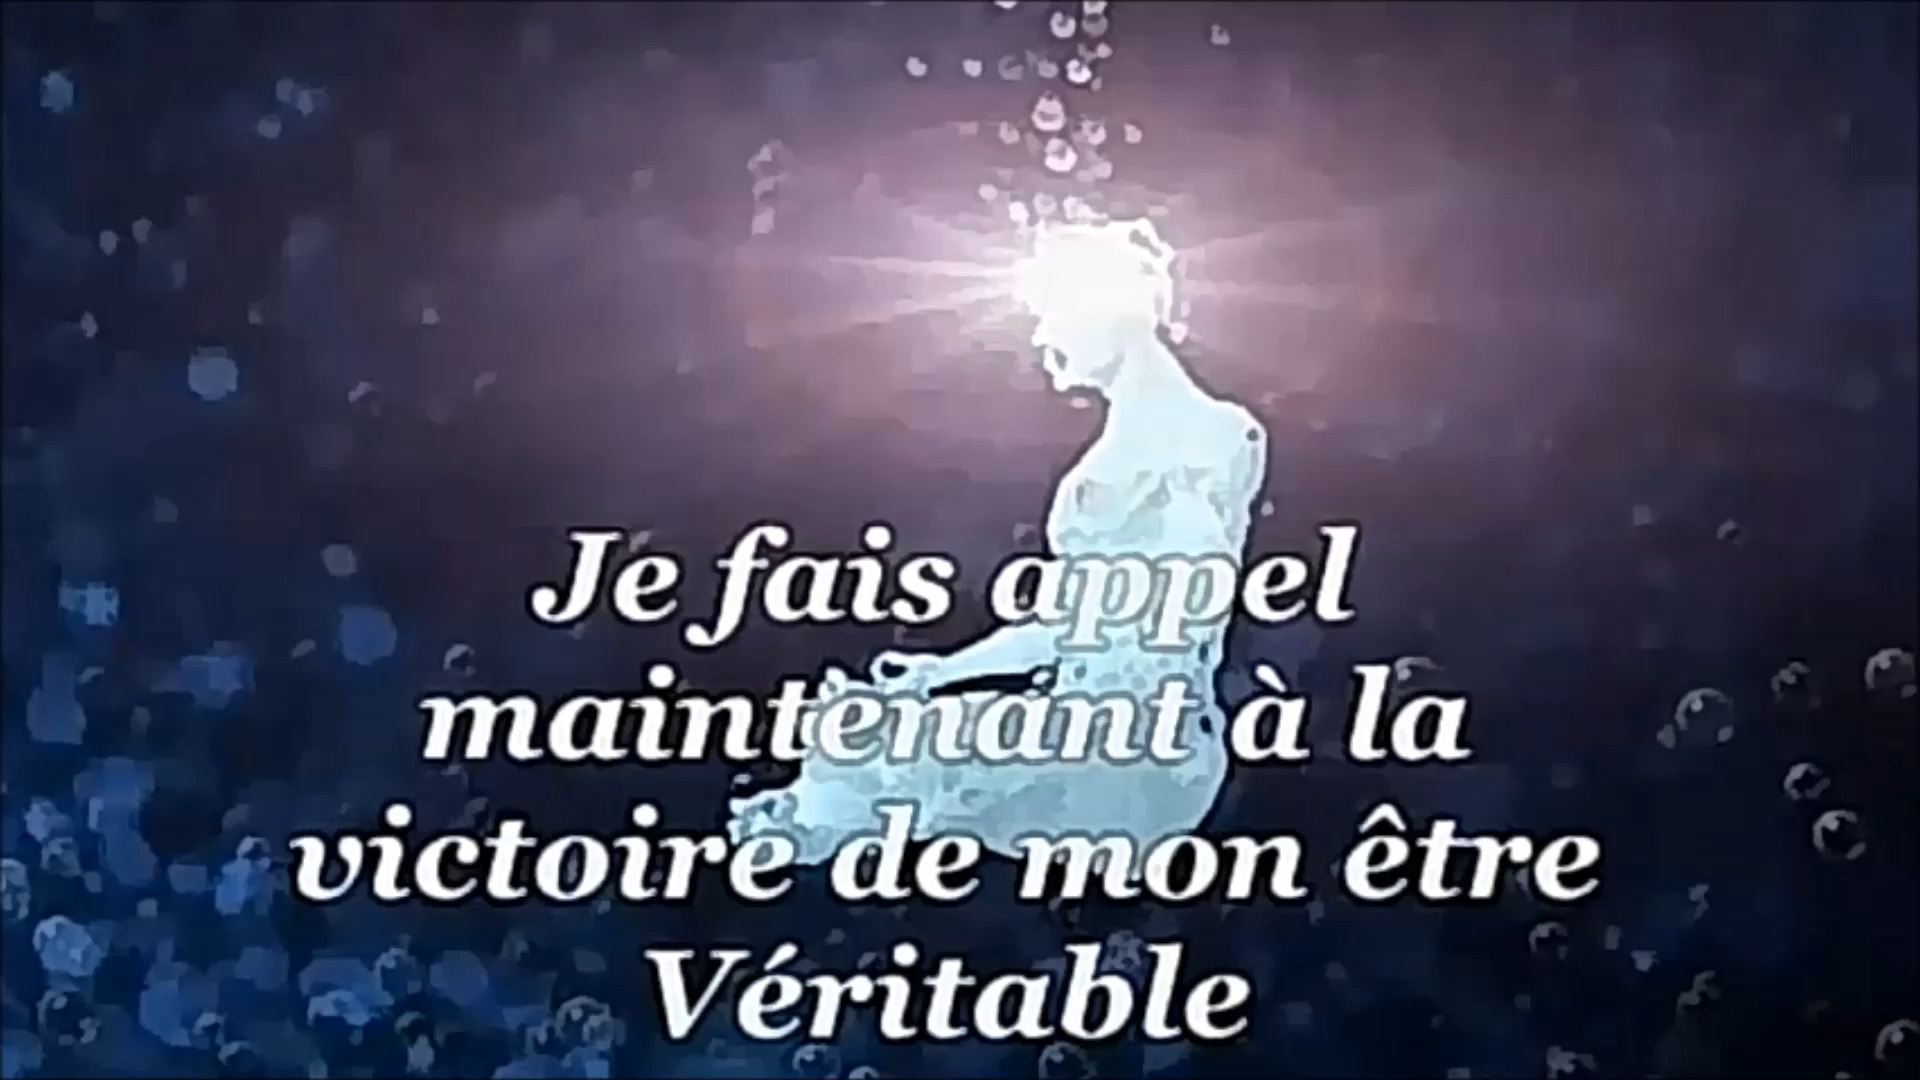 Je fais appel
maintenant à la
victoire de mon être
Véritable